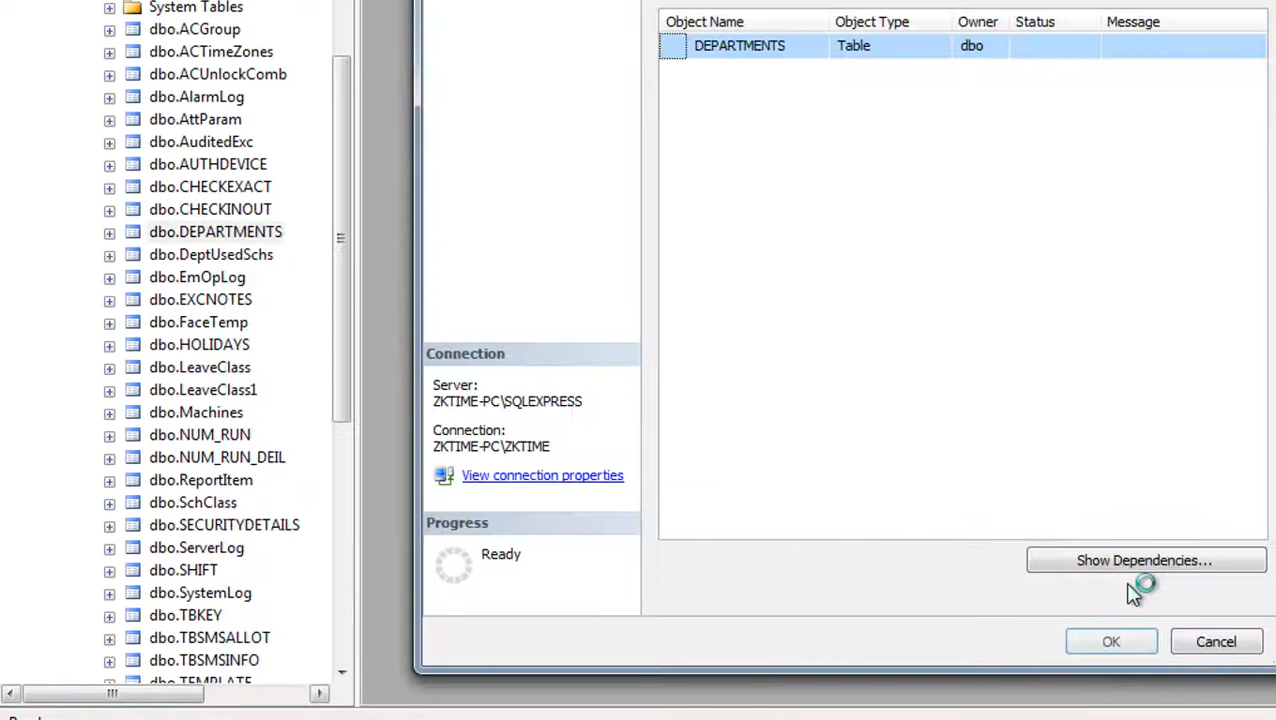 System Tables
dbo.ACGroup
dbo.ACTimeZones
dbo.ACUnlockComb
dbo.AlarmLog
dbo.AttParam
dbo.AuditedExc
dbo.AUTHDEVICE
dbo.CHECKEXACT
dbo.CHECKINOUT
dbo.DEPARTMENTS
dbo.DeptUsedSchs
dbo.EmOpLog
dbo.EXCNOTES
dbo.FaceTemp
dbo.HOLIDAYS
dbo.LeaveClass
dbo.LeaveClass1
dbo.Machines
dbo.NUM_RUN
dbo.NUM_RUN_DEIL
dbo.ReportItem
dbo.SchClass
dbo.SECURITYDETAILS
dbo.ServerLog
dbo.SHIFT
dbo.SystemLog
dbo.TBKEY
dbo.TBSMSALLOT
dbo.TBSMSINFO
dbo.TEMPLATE
Connection
Server:
ZKTIME-PC\SQLEXPRESS
Connection:
ZKTIME-PC\ZKTIME
View connection properties
Progress
Ready
Object Name Object Type Owner Status Message
DEPARTMENTS Table dbo
Show Dependencies...
OK Cancel